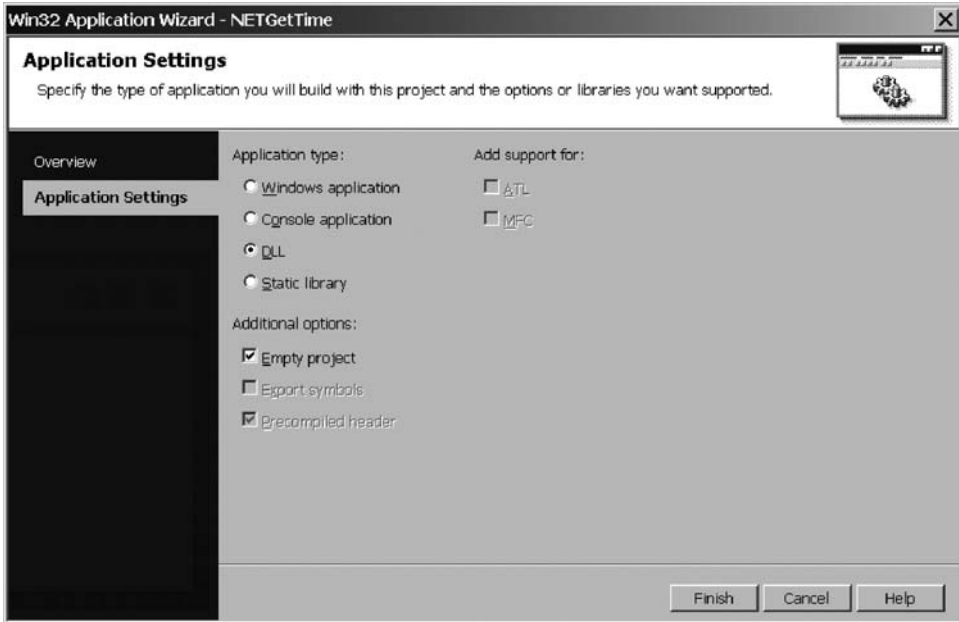 Win32 Application Wizard - NETGetTime
Application Settings
Specify the type of application you will build with this project and the options or libraries you want supported.
Overview
Application Settings
Application type:
Windows application
Console application
DLL
Static library
Additional options:
Empty project
Export symbols
Precompiled header
Add support for:
ATL
MFC
Finish
Cancel
Help